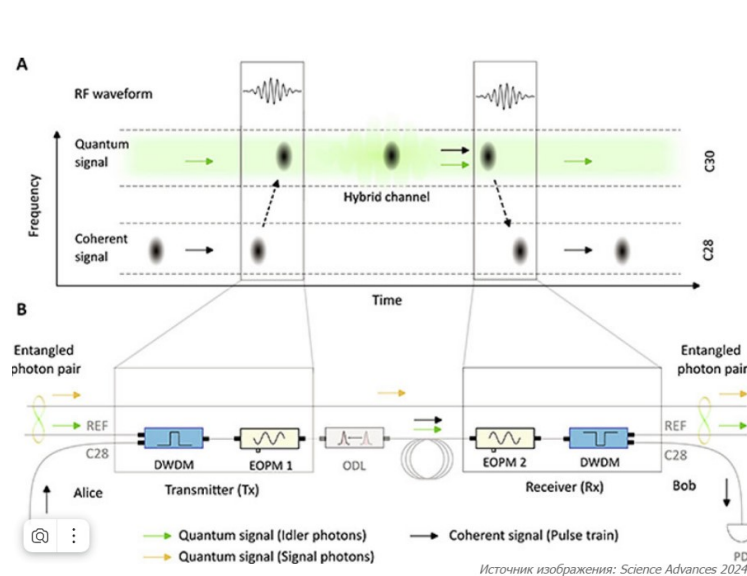 A
RF waveform
Quantum
signal
C30
Hybrid channel
Frequency
Coherent
signal
C28
Time
B
Entangled
photon pair
Entangled
photon pair
REF
REF
C28
C28
DWDM
EOPM 1
ODL
EOPM 2
DWDM
Alice
Transmitter (Tx)
Receiver (Rx)
Bob
Quantum signal (Idler photons)
Coherent signal (Pulse train)
Quantum signal (Signal photons)
PD
Источник изображения: Science Advances 2024